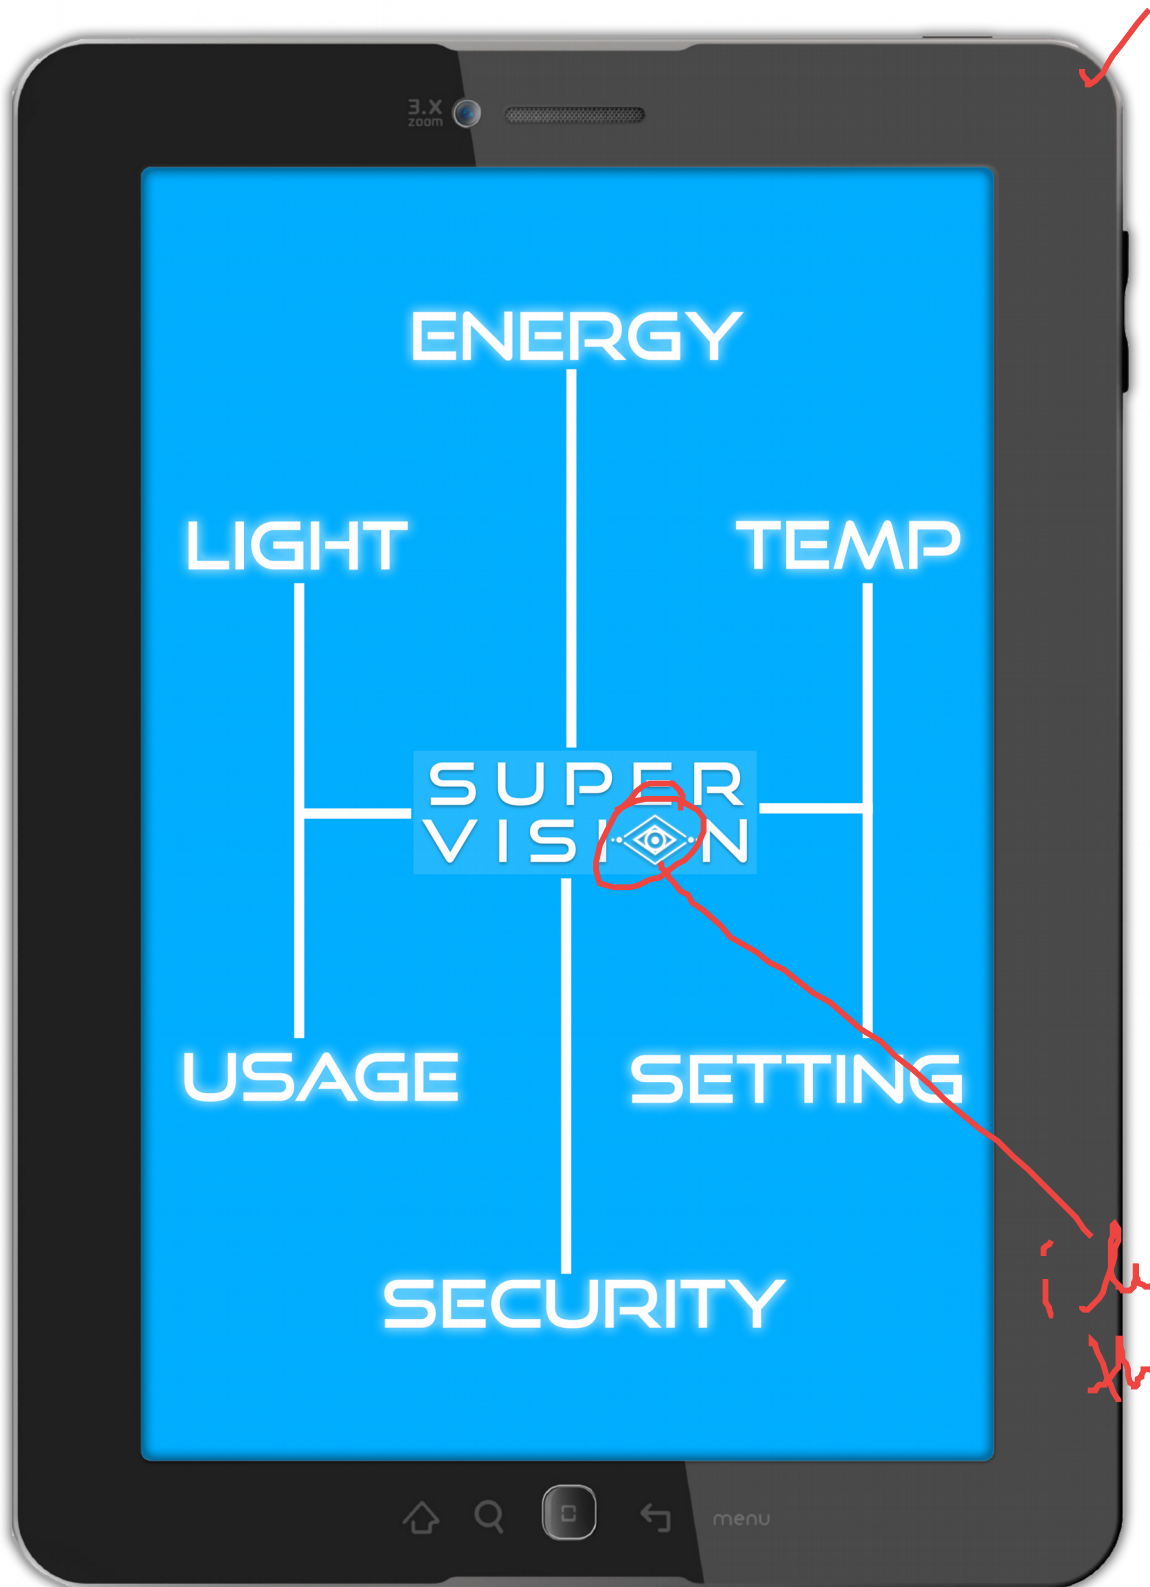 3.X
zoom
ENERGY
LIGHT
TEMP
SUPER
VISION
USAGE
SETTING
SECURITY
menu